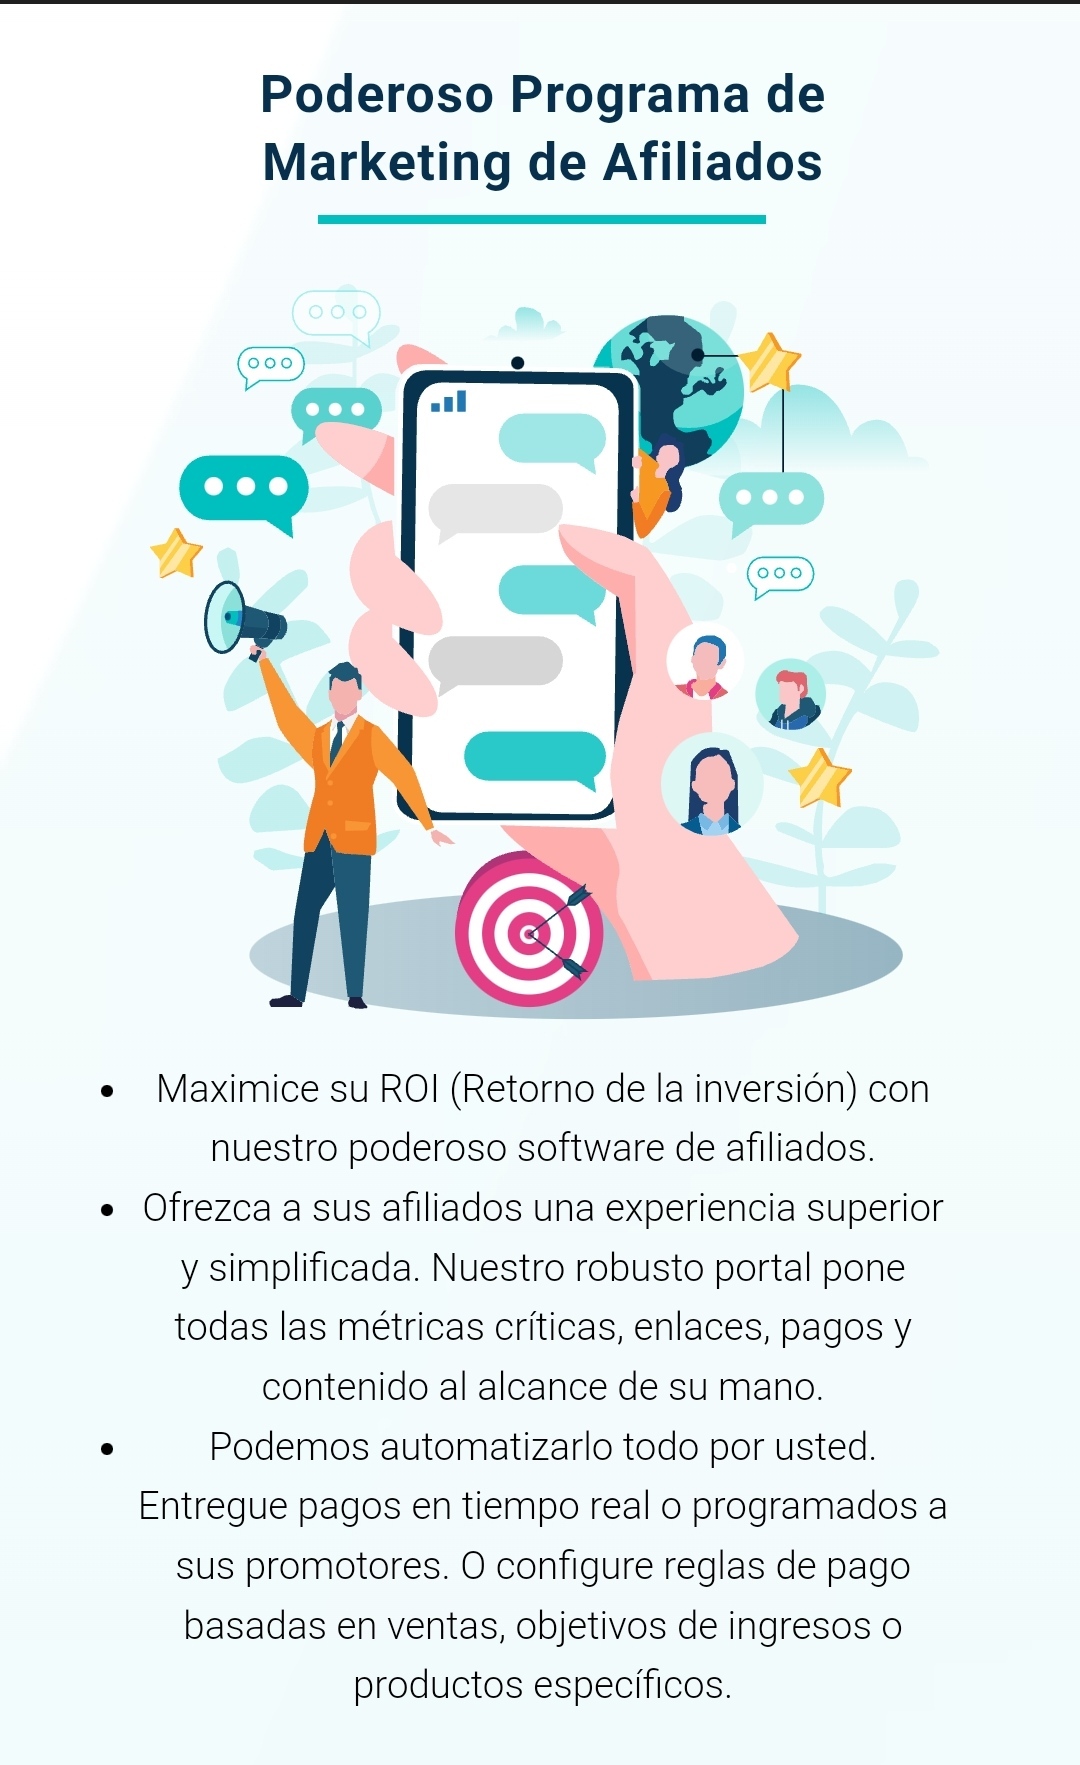 Poderoso Programa de
Marketing de Afiliados
• Maximice su ROI (Retorno de la inversión) con
nuestro poderoso software de afiliados.
• Ofrezca a sus afiliados una experiencia superior
y simplificada. Nuestro robusto portal pone
todas las métricas críticas, enlaces, pagos y
contenido al alcance de su mano.
• Podemos automatizarlo todo por usted.
Entregue pagos en tiempo real o programados a
sus promotores. O configure reglas de pago
basadas en ventas, objetivos de ingresos o
productos específicos.